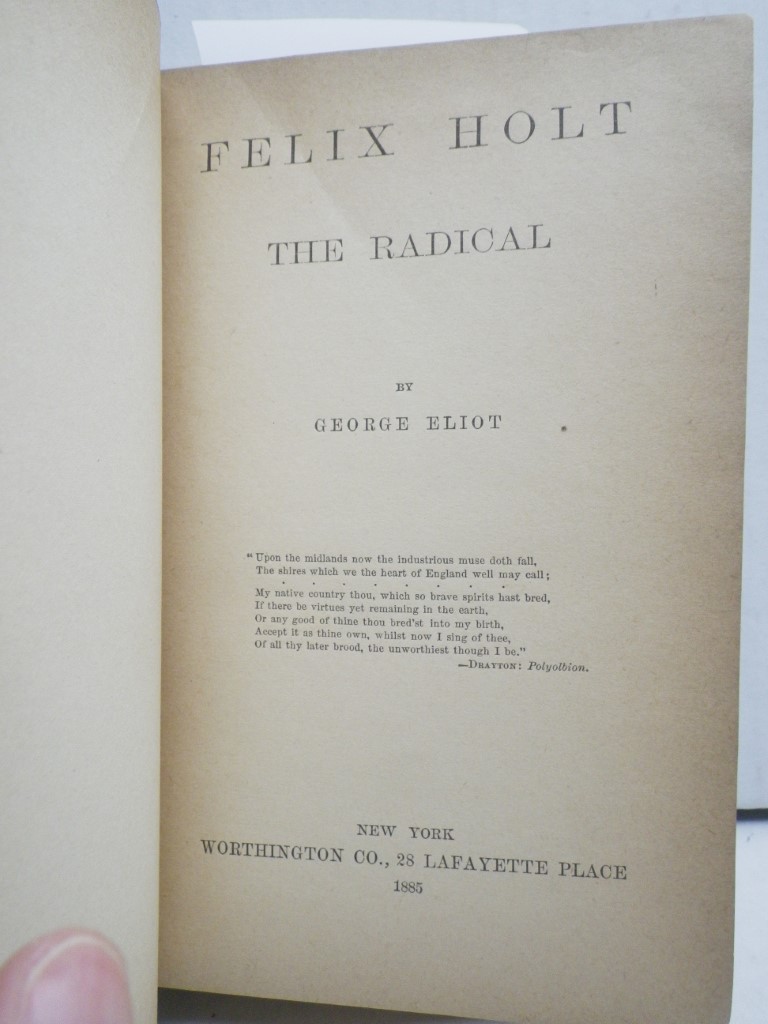 FELIX HOLT
THE RADICAL
BY
GEORGE ELIOT
"Upon the midlands now the industrious muse doth fall,
The shires which we the heart of England well may call;
. . . . . . . .
My native country thou, which so brave spirits hast bred,
If there be virtues yet remaining in the earth,
Or any good of thine thou bred'st into my birth,
Accept it as thine own, whilst now I sing of thee,
Of all thy later brood, the unworthiest though I be."
—DRAYTON: Polyolbion.
NEW YORK
WORTHINGTON CO., 28 LAFAYETTE PLACE
1885